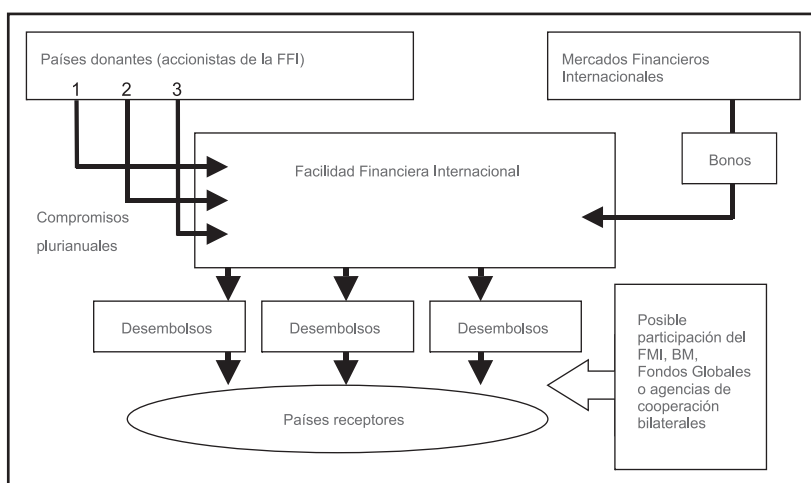 Países donantes (accionistas de la FFI)
1 2 3
Mercados Financieros
Internacionales
Bonos
Facilidad Financiera Internacional
Compromisos
plurianuales
Desembolsos
Desembolsos
Desembolsos
Posible
participación del
FMI, BM,
Fondos Globales
o agencias de
cooperación
bilaterales
Países receptores